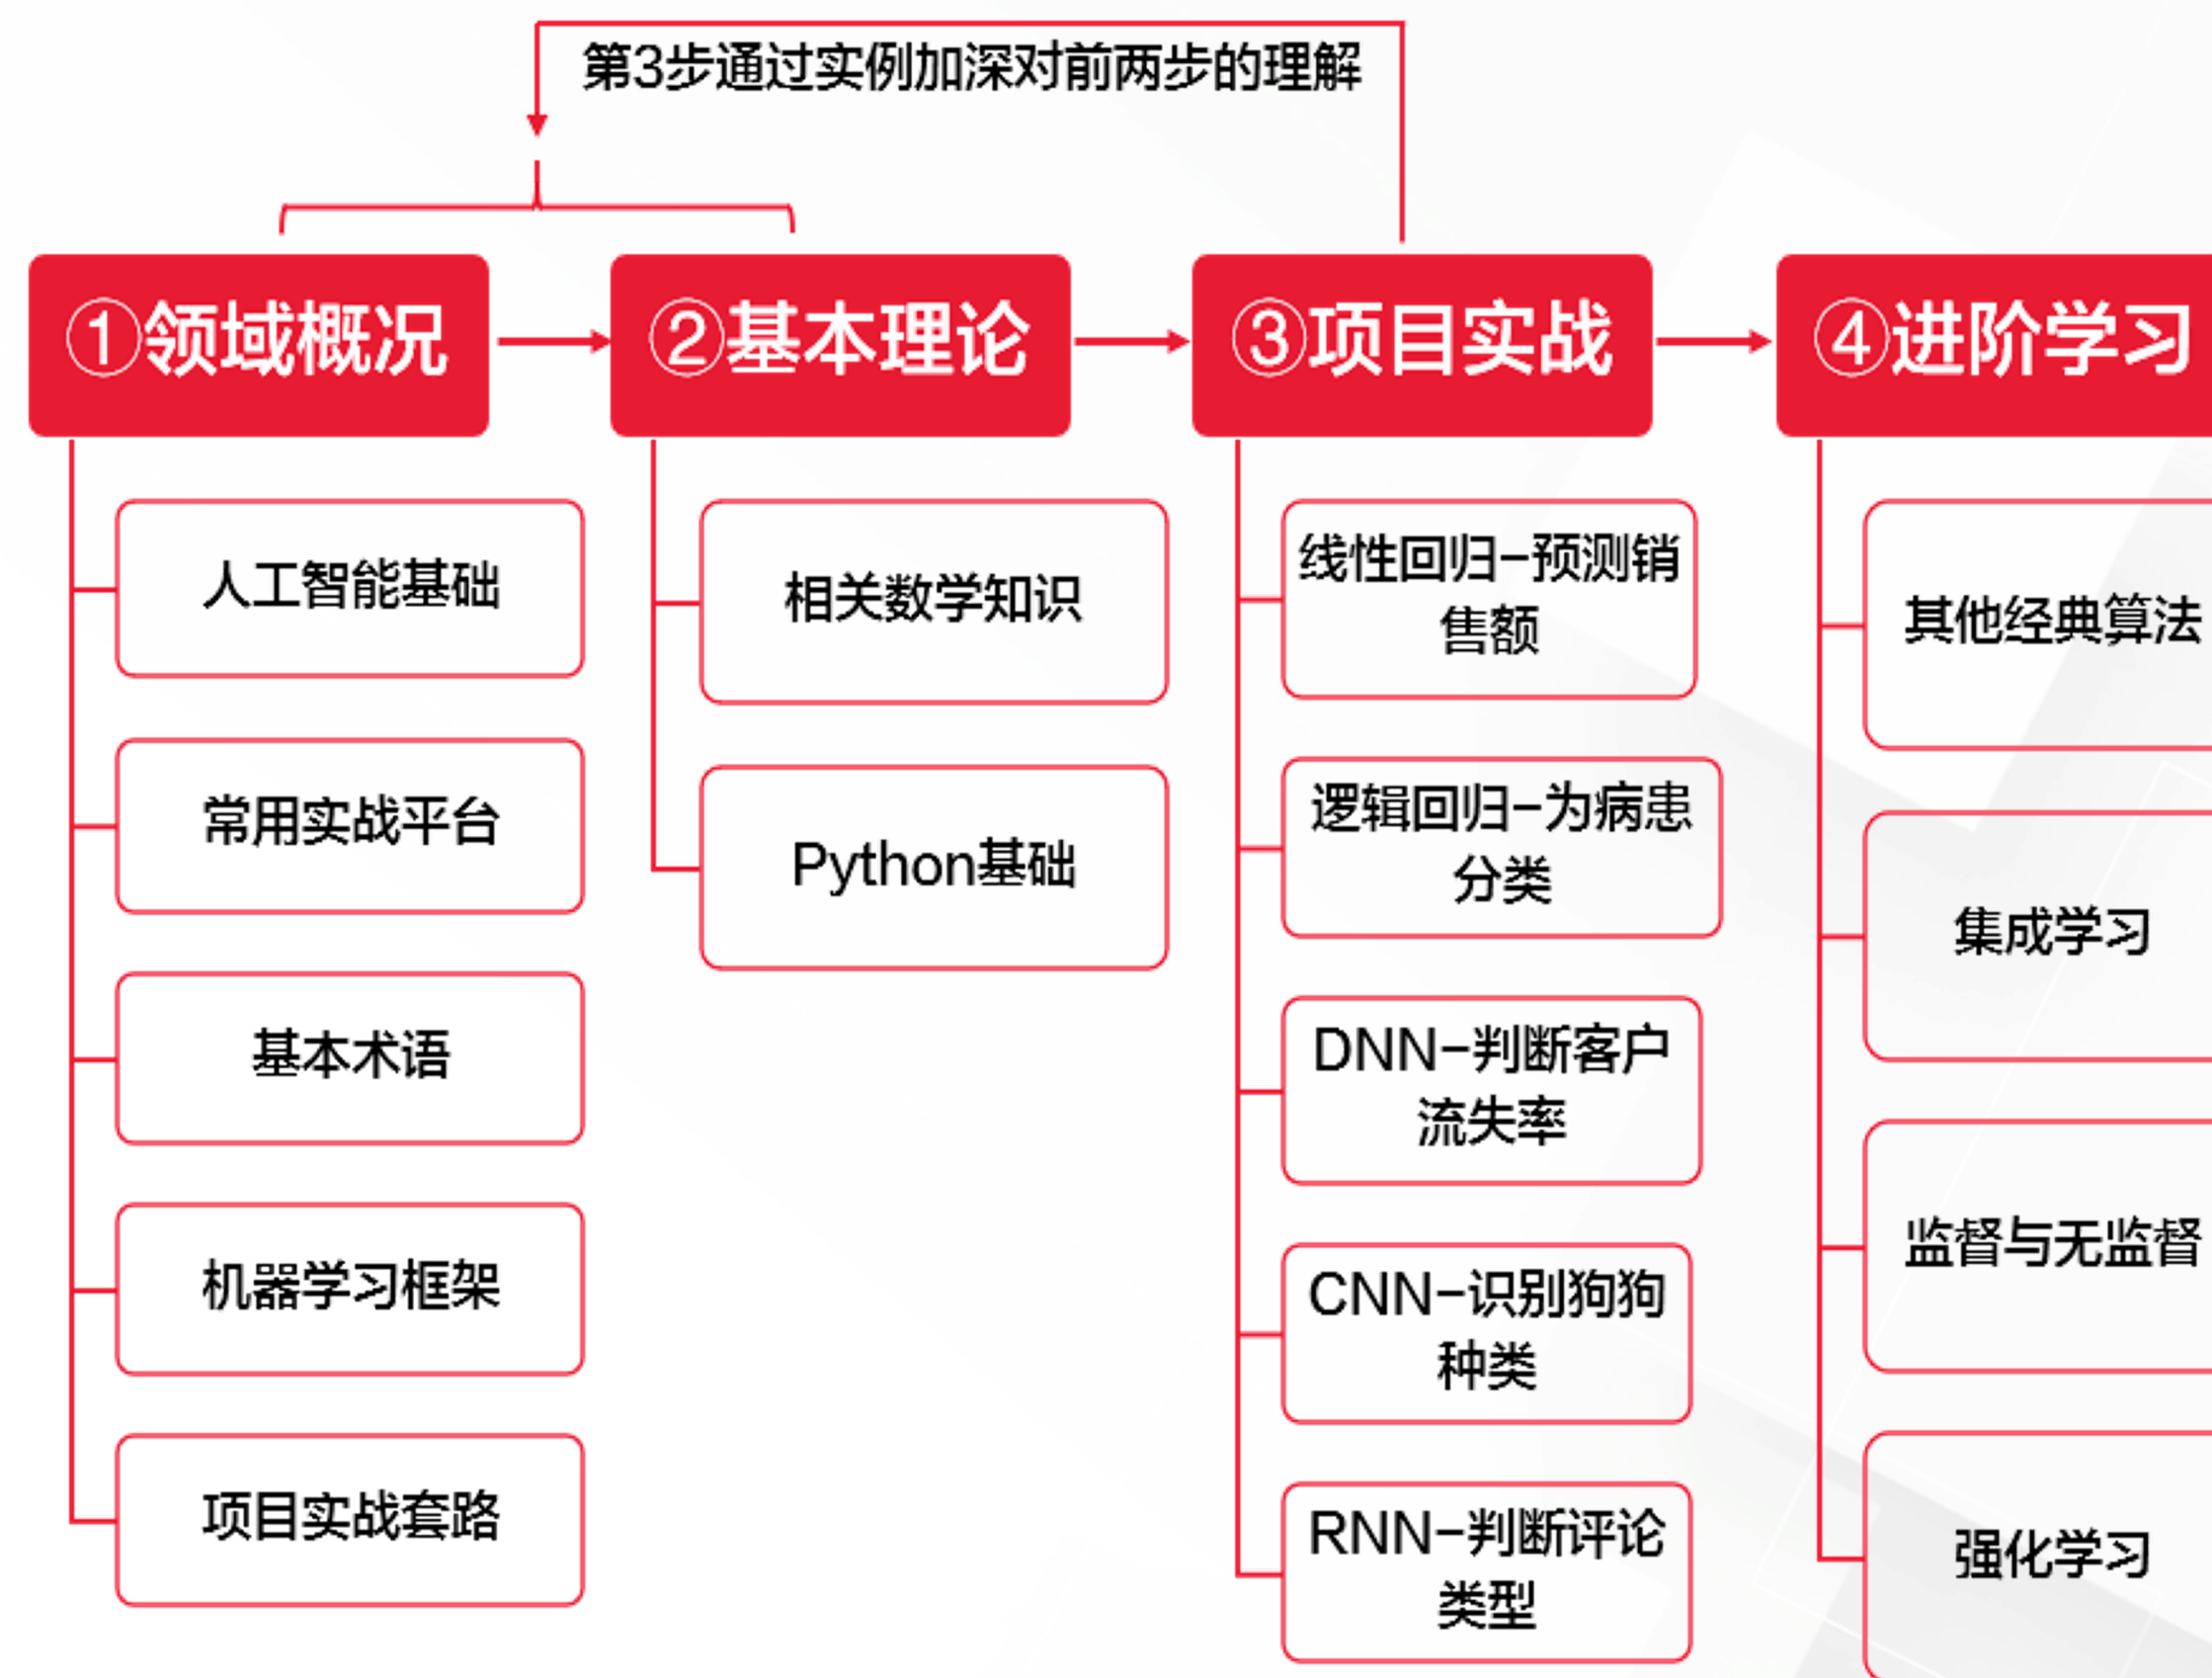 第3步通过实例加深对前两步的理解
①领域概况
人工智能基础
常用实战平台
基本术语
机器学习框架
项目实战套路
②基本理论
相关数学知识
Python基础
③项目实战
线性回归-预测销
售额
逻辑回归-为病患
分类
DNN-判断客户
流失率
CNN-识别狗狗
种类
RNN-判断评论
类型
④进阶学习
其他经典算法
集成学习
监督与无监督
强化学习